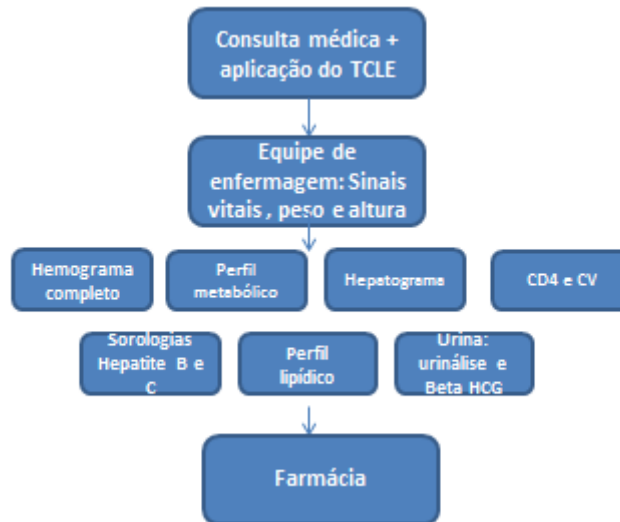 Consulta médica +
aplicação do TCLE
Equipe de
enfermagem: Sinais
vitais , peso e altura
Hemograma
completo
Perfil
metabólico
Hepatograma
CD4 e CV
Sorologias
Hepatite B e
C
Perfil
lipídico
Urina:
urinálise e
Beta HCG
Farmácia